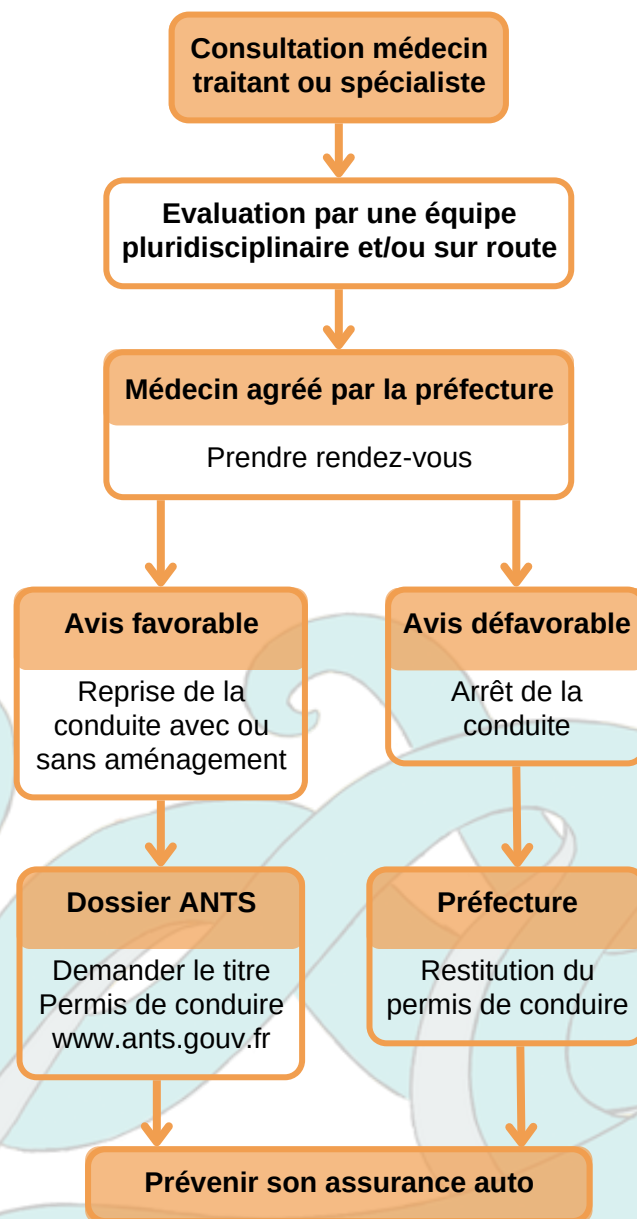 Consultation médecin
traitant ou spécialiste
Evaluation par une équipe
pluridisciplinaire et/ou sur route
Médecin agréé par la préfecture
Prendre rendez-vous
Avis favorable
Reprise de la
conduite avec ou
sans aménagement
Avis défavorable
Arrêt de la
conduite
Dossier ANTS
Demander le titre
Permis de conduire
www.ants.gouv.fr
Préfecture
Restitution du
permis de conduire
Prévenir son assurance auto